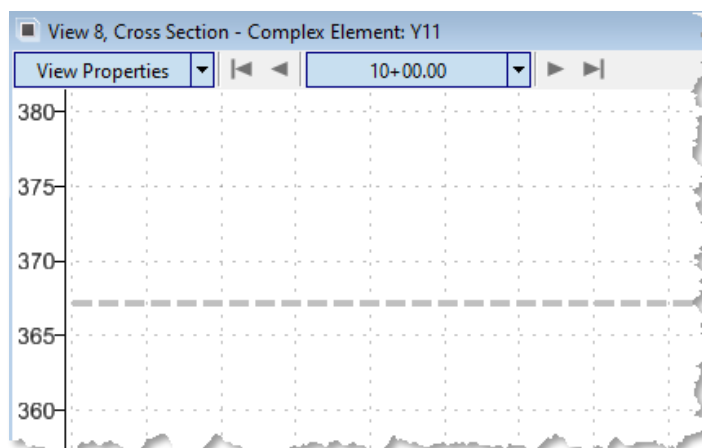 View 8, Cross Section - Complex Element: Y11
View Properties 10+00.00
380
375
370
365
360